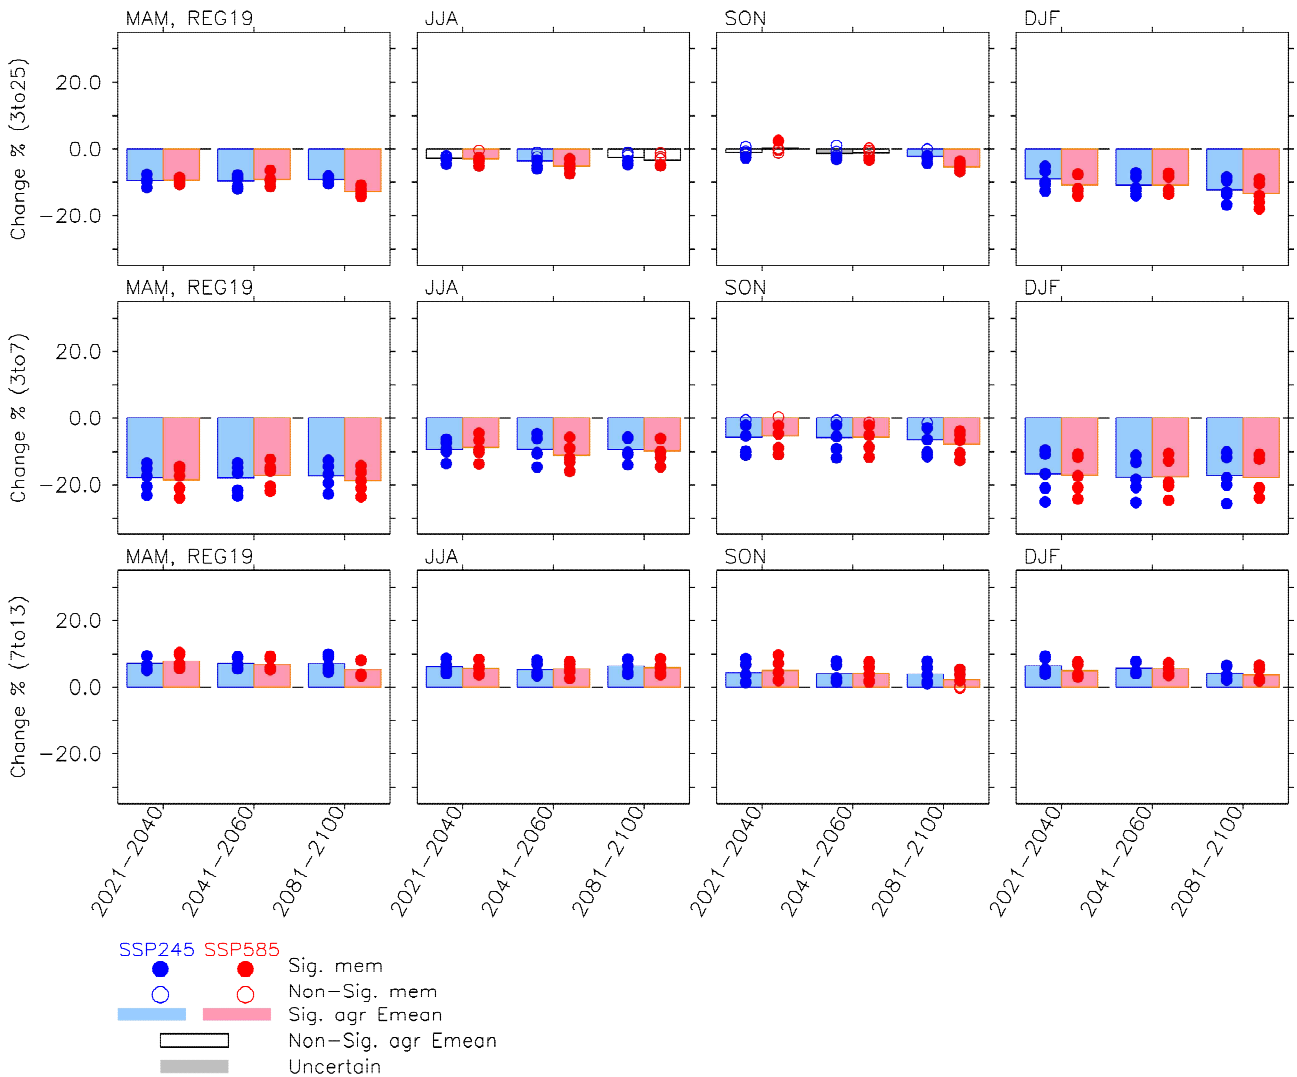 MAM, REG19 JJA SON DJF
Change % (3to25)
20.0
0.0
−20.0
MAM, REG19 JJA SON DJF
Change % (3to7)
20.0
0.0
−20.0
MAM, REG19 JJA SON DJF
Change % (7to13)
20.0
0.0
−20.0
2021−2040 2041−2060 2081−2100 2021−2040 2041−2060 2081−2100 2021−2040 2041−2060 2081−2100 2021−2040 2041−2060 2081−2100
SSP245 SSP585
Sig. mem
Non−Sig. mem
Sig. agr Emean
Non−Sig. agr Emean
Uncertain